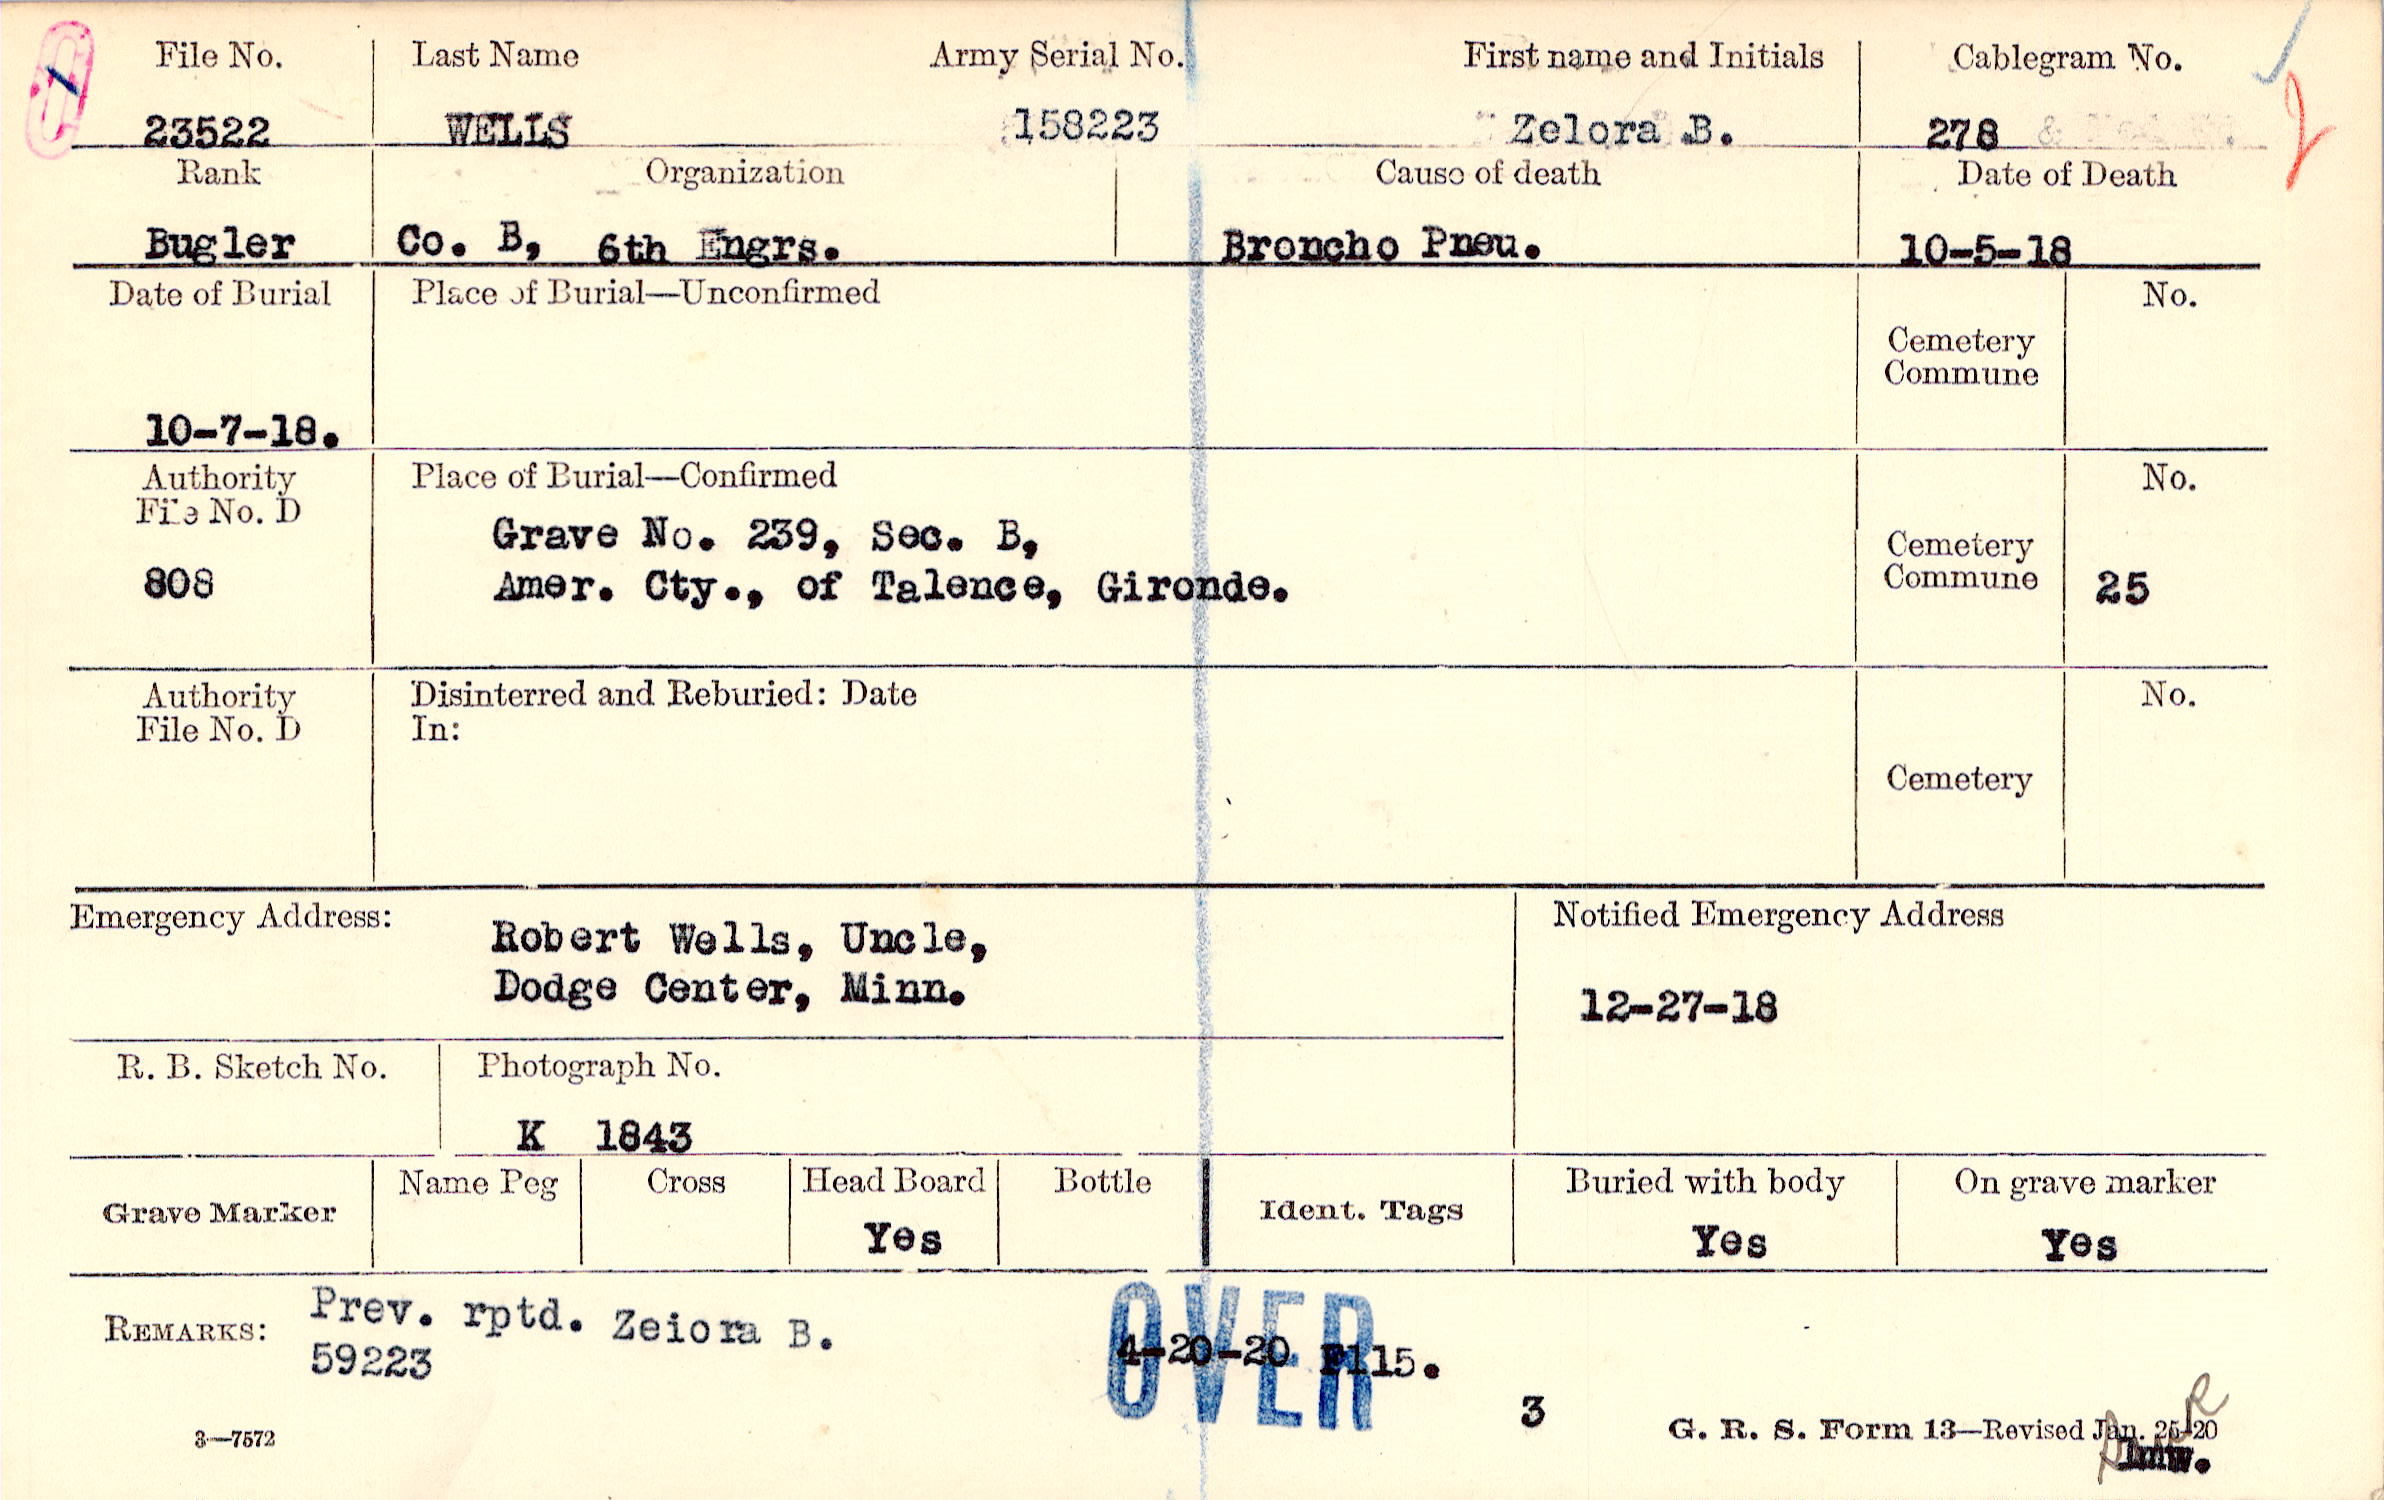 File No. Last Name Army Serial No. First name and Initials Cablegram No.
23522 WELLS 158223 Zelora B. 278
2
Rank Organization Cause of death Date of Death
Bugler Co. B, 6th Engrs. Broncho Pneu. 10-5-18
Date of Burial Place of Burial—Unconfirmed No.
Cemetery
Commune
10-7-18.
Authority Place of Burial—Confirmed No.
File No. D
Grave No. 239, Sec. B,
Cemetery
808 Amer. Cty., of Talence, Gironde. Commune 25
Authority Disinterred and Reburied: Date No.
File No. D In:
Cemetery
Emergency Address: Notified Emergency Address
Robert Wells, Uncle,
Dodge Center, Minn. 12-27-18
R. B. Sketch No. Photograph No.
K 1843
Grave Marker Name Peg Cross Head Board Bottle Ident. Tags Buried with body On grave marker
Yes Yes Yes
REMARKS: Prev. rptd. Zeiora B.
59223 4-20-20 F115.
OVER
3
3—7572 G. R. S. Form 13—Revised Jan. 25-20